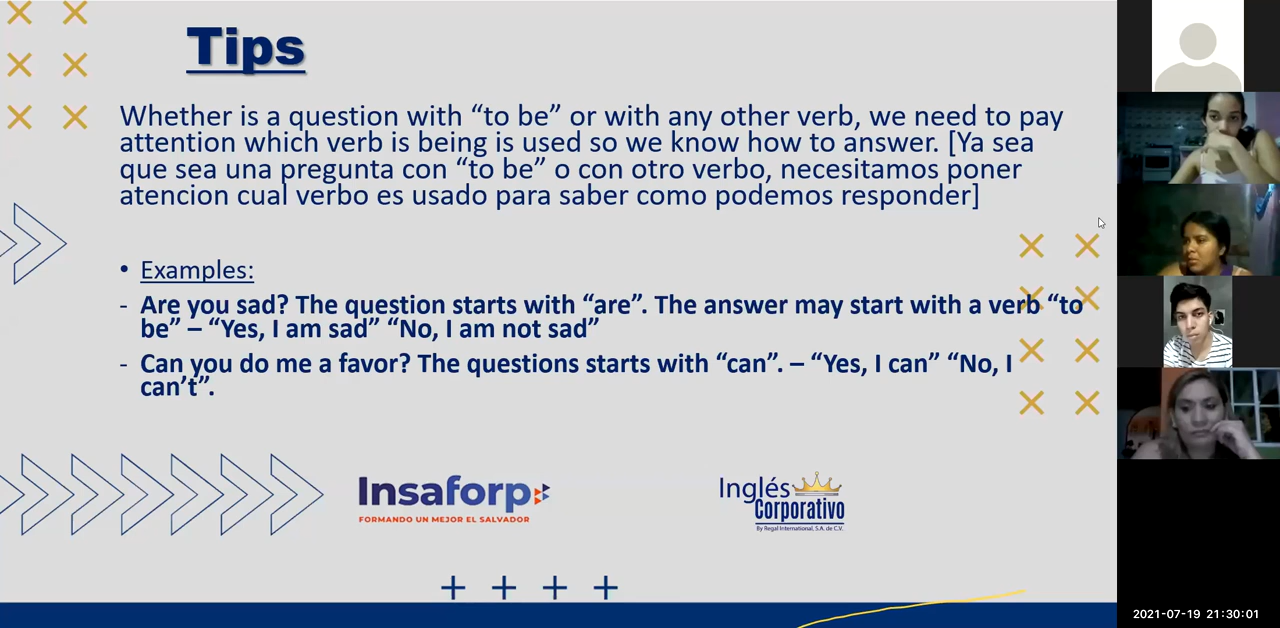 Tips
Whether is a question with “to be” or with any other verb, we need to pay
attention which verb is being is used so we know how to answer. [Ya sea
que sea una pregunta con “to be” o con otro verbo, necesitamos poner
atencion cual verbo es usado para saber como podemos responder]
• Examples:
- Are you sad? The question starts with “are”. The answer may start with a verb “to
be” – “Yes, I am sad” “No, I am not sad”
- Can you do me a favor? The questions starts with “can”. – “Yes, I can” “No, I
can’t”.
Insaforp
FORMANDO UN MEJOR EL SALVADOR
Inglés
Corporativo
By Regal International, S.A. de C.V.
2021-07-19 21:30:01